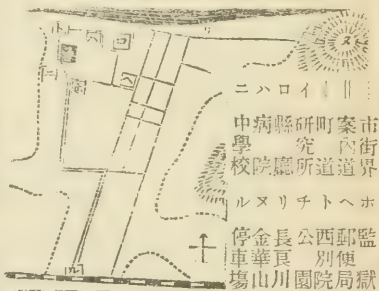 市街界
案內道
町道
イ 研究所
ロ 縣廳
ハ 病院
ニ 中學校
ホ 監獄
ヘ 郵便局
ト 西別院
チ 公園
リ 長良川
ヌ 金華山
ル 停車場
ヌ